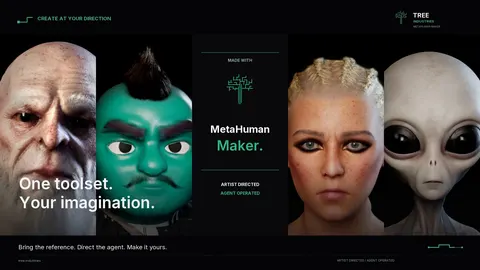 CREATE AT YOUR DIRECTION
TREE
INDUSTRIES
MADE WITH
MetaHuman
Maker.
ARTIST DIRECTED
AGENT OPERATED
One toolset.
Your imagination.
Bring the reference. Direct the agent. Make it yours.
ARTIST DIRECTED / AGENT OPERATED